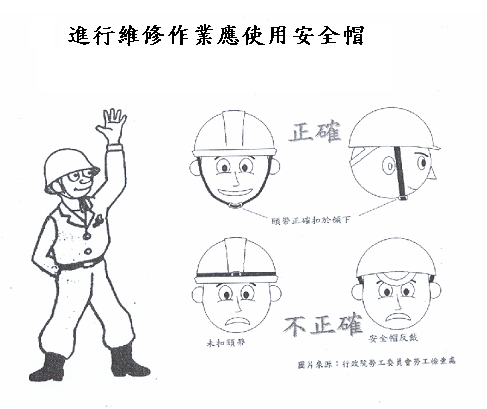 進行維修作業應使用安全帽
正確
頤帶正確扣於頷下
不正確
未扣頤帶
安全帽反戴
圖片來源：行政院勞工委員會勞工檢查處